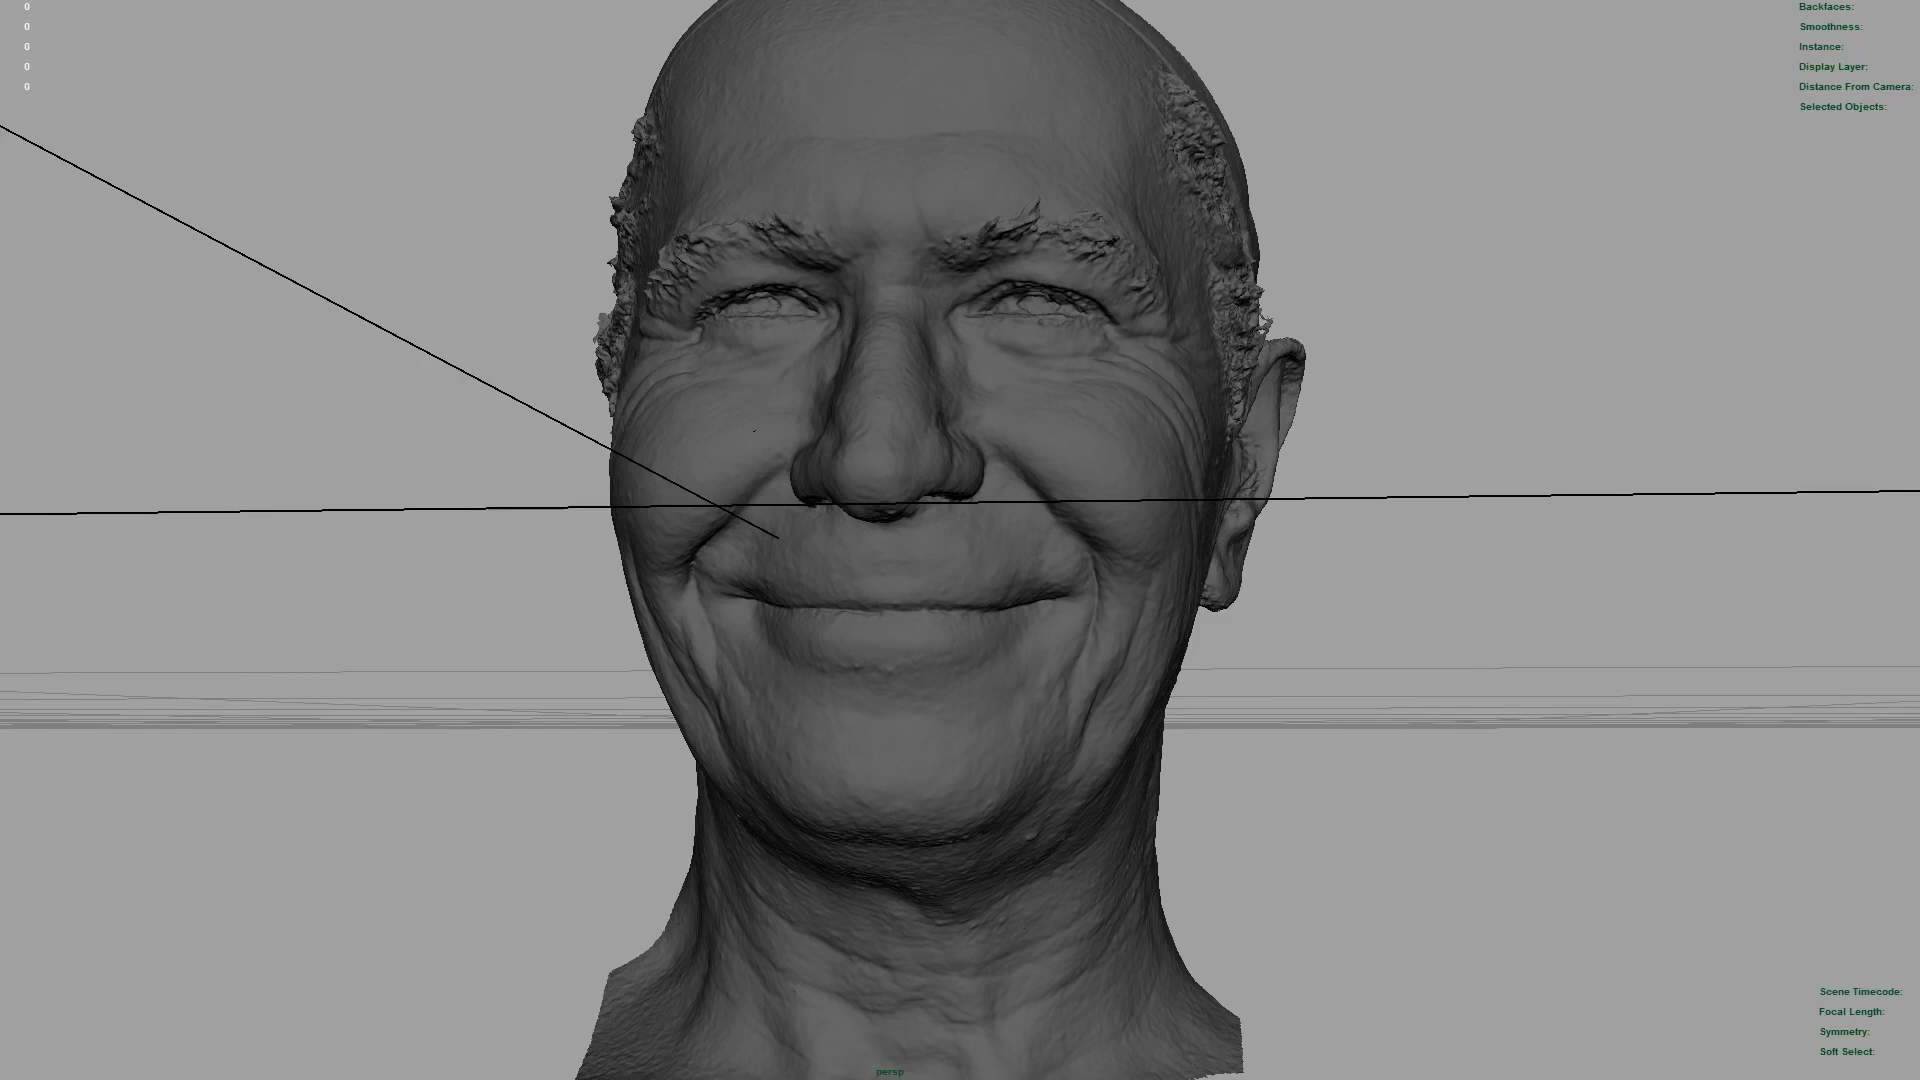 0
0
0
0
0
Backfaces:
Smoothness:
Instance:
Display Layer:
Distance From Camera:
Selected Objects:
Scene Timecode:
Focal Length:
Symmetry:
Soft Select:
persp